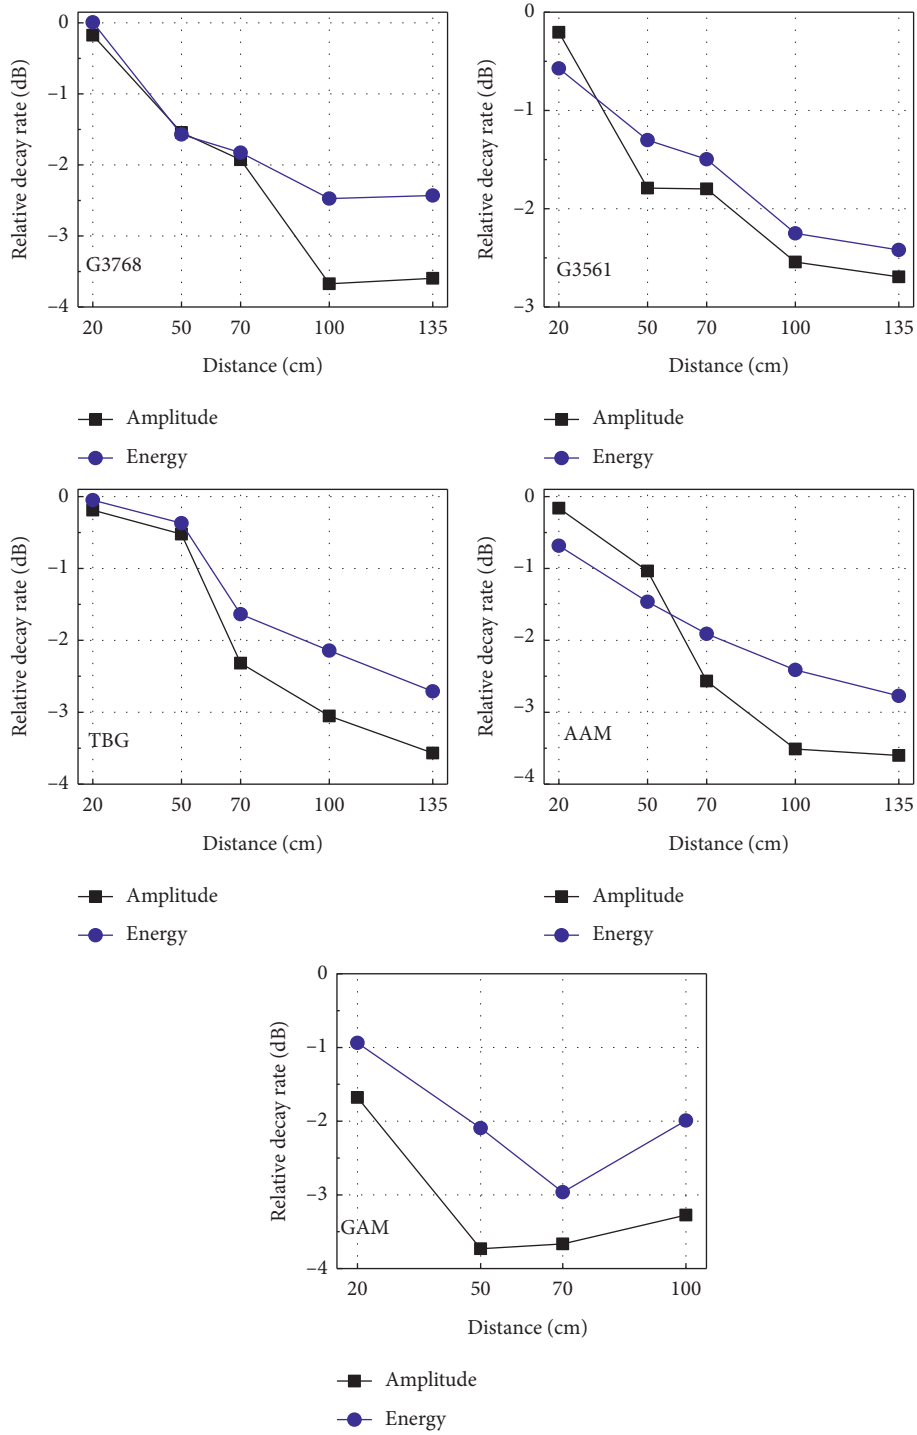 0
−1
−2
−3
−4
Relative decay rate (dB)
G3768
20 50 70 100 135
Distance (cm)
Amplitude
Energy
0
−1
−2
−3
Relative decay rate (dB)
G3561
20 50 70 100 135
Distance (cm)
Amplitude
Energy
0
−1
−2
−3
−4
Relative decay rate (dB)
TBG
20 50 70 100 135
Distance (cm)
Amplitude
Energy
0
−1
−2
−3
−4
Relative decay rate (dB)
AAM
20 50 70 100 135
Distance (cm)
Amplitude
Energy
0
−1
−2
−3
−4
Relative decay rate (dB)
GAM
20 50 70 100
Distance (cm)
Amplitude
Energy